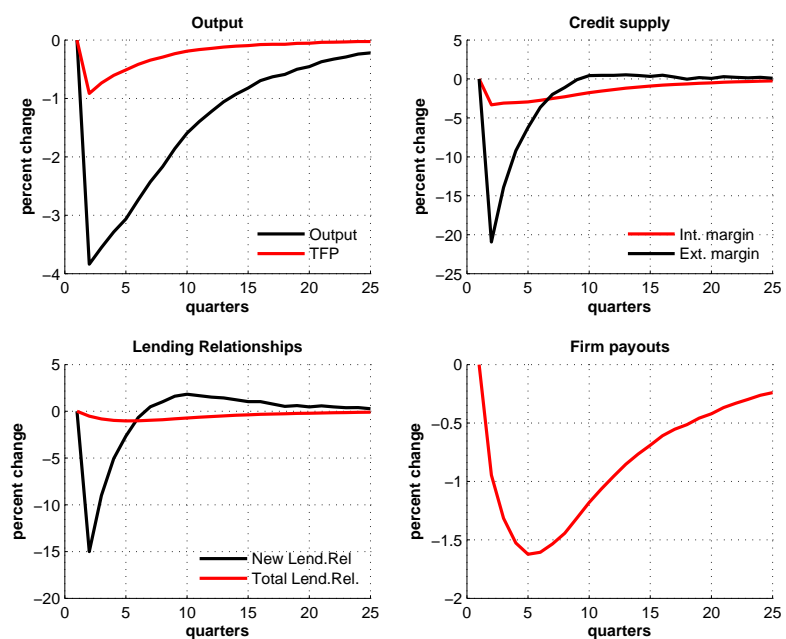 Output
percent change
0
−1
−2
−3
−4
Output
TFP
0 5 10 15 20 25
quarters
Credit supply
percent change
5
0
−5
−10
−15
−20
−25
Int. margin
Ext. margin
0 5 10 15 20 25
quarters
Lending Relationships
percent change
5
0
−5
−10
−15
−20
New Lend.Rel
Total Lend.Rel.
0 5 10 15 20 25
quarters
Firm payouts
percent change
0
−0.5
−1
−1.5
−2
0 5 10 15 20 25
quarters